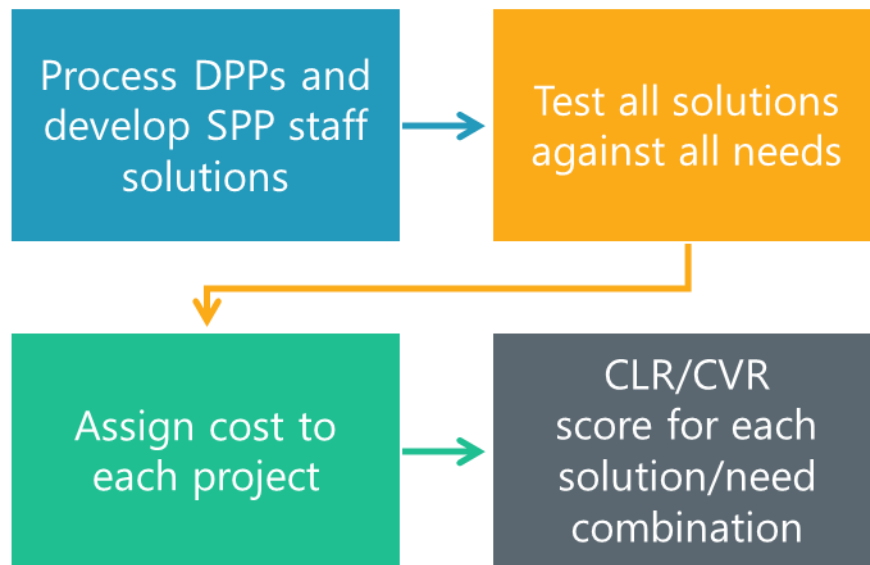 Process DPPs and
develop SPP staff
solutions
Test all solutions
against all needs
Assign cost to
each project
CLR/CVR
score for each
solution/need
combination